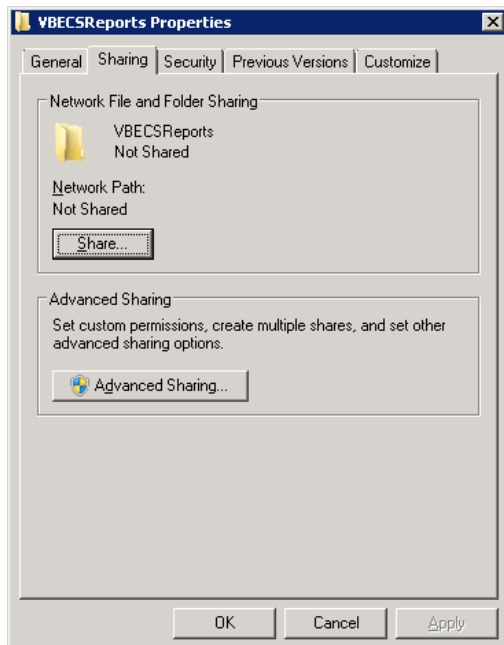 VBECSReports Properties
General Sharing Security Previous Versions Customize
Network File and Folder Sharing
VBECSReports
Not Shared
Network Path:
Not Shared
Share...
Advanced Sharing
Set custom permissions, create multiple shares, and set other
advanced sharing options.
Advanced Sharing...
OK Cancel Apply